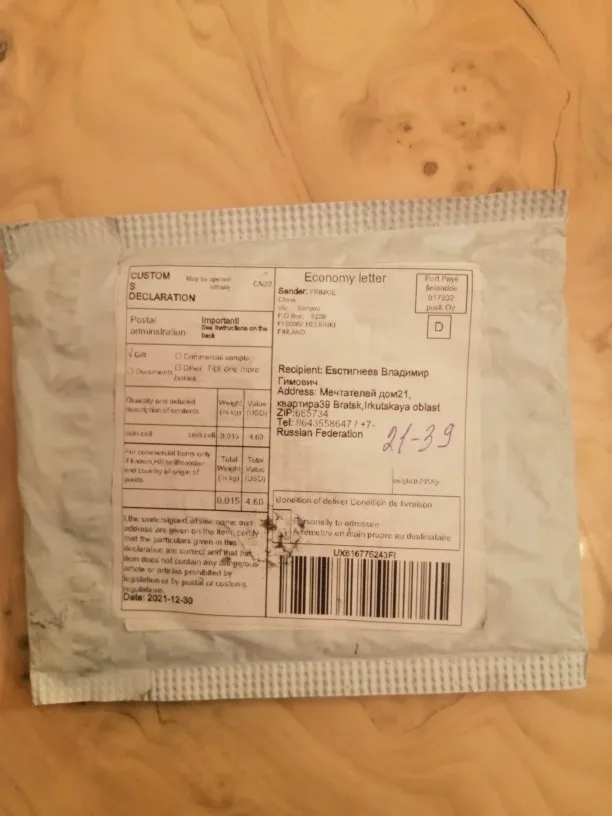 CUSTOM
S
DECLARATION
May be opened
officially
CN22
Postal
adminstration
Important!
See instructions on the
back
Gift
Commercial sample
Documents
Other Tick one more
boxes
Quantity and detailed
description of contents
Weight
(in kg)
Value
(USD)
coin cell 0,015 4.60
For commercial items only
If known, HS tariff number
and country of origin of
goods
Total
Weight
(in kg)
Total
Value
(USD)
0,015 4.60
I, the undersigned, whose name and
address are given on the item, certify
that the particulars given in this
declaration are correct and that this
item does not contain any dangerous
article or articles prohibited by
legislation or by postal or customs
regulations.
Date: 2021-12-30
Economy letter
Sender: FRIMKIE
China
P.O Box
HELSINKI
FINLAND
Port Payé
finlandde
917932
posti Oy
D
Recipient: Евстигнеев Владимир
Гимович
Address: Мечтателей дом21,
квартира39 Bratsk,Irkutskaya oblast
ZIP:665734
Tel: 9643558647 / +7-
Russian Federation
21-39
Condition of deliver Condition de livraison
Personally to adressee
A remettre en main propre au destinataire
UX616775243FI